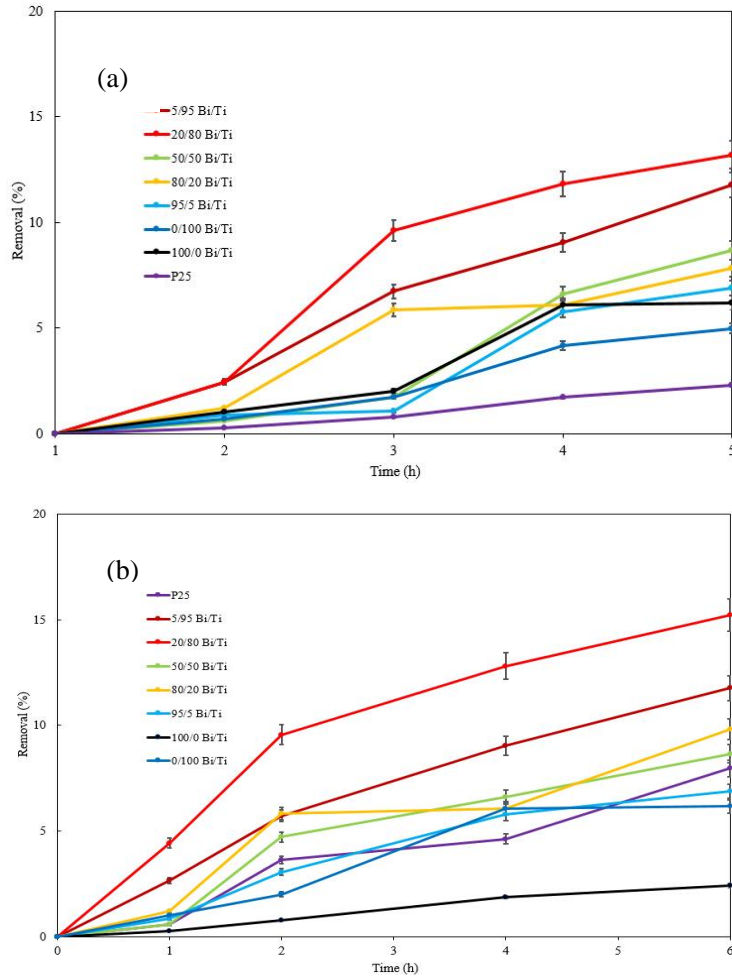 20
(a)
5/95 Bi/Ti
20/80 Bi/Ti
50/50 Bi/Ti
80/20 Bi/Ti
95/5 Bi/Ti
0/100 Bi/Ti
100/0 Bi/Ti
P25
15
10
5
0
Removal (%)
1 2 3 4 5
Time (h)
20
(b)
P25
5/95 Bi/Ti
20/80 Bi/Ti
50/50 Bi/Ti
80/20 Bi/Ti
95/5 Bi/Ti
100/0 Bi/Ti
0/100 Bi/Ti
15
10
5
0
Removal (%)
0 1 2 3 4 5 6
Time (h)